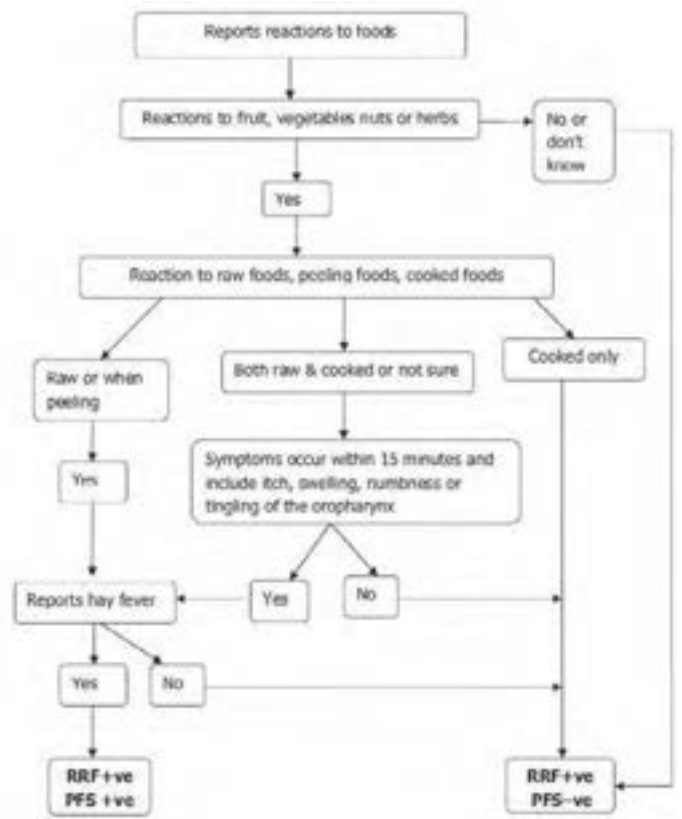 Reports reactions to foods
Reactions to fruit, vegetables nuts or herbs
No or
don't
know
Yes
Reaction to raw foods, peeling foods, cooked foods
Raw or when
peeling
Both raw & cooked or not sure
Cooked only
Yes
Symptoms occur within 15 minutes and
include itch, swelling, numbness or
tingling of the oropharynx
Reports hay fever
Yes
No
Yes
No
RRF+ve
PFS +ve
RRF+ve
PFS-ve